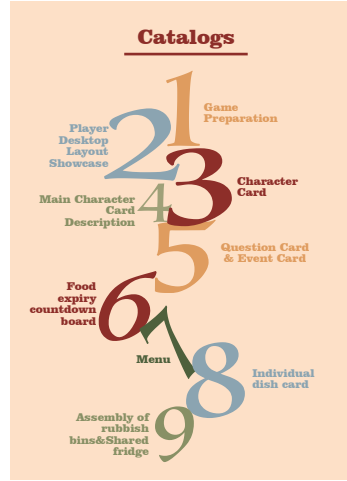 Catalogs
1
Game
Preparation
2
Player
Desktop
Layout
Showcase
3
Character
Card
4
Main Character
Card
Description
5
Question Card
& Event Card
6
Food
expiry
countdown
board
7
Menu
8
Individual
dish card
9
Assembly of
rubbish
bins&Shared
fridge